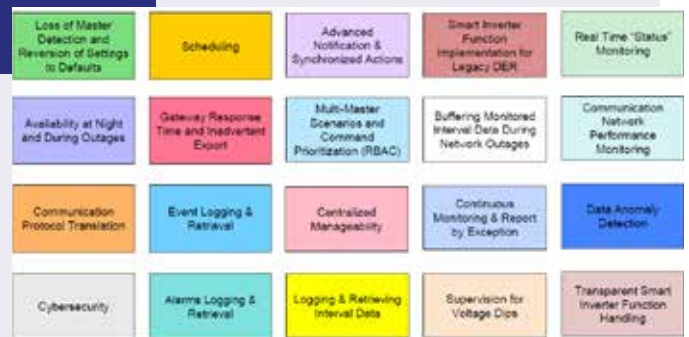 Loss of Master
Detection and
Reversion of Settings
to Defaults
Scheduling
Advanced
Notification &
Synchronized Actions
Smart Inverter
Function
Implementation for
Legacy DER
Real Time "Status"
Monitoring
Availability at Night
and During Outages
Gateway Response
Time and Inadvertent
Export
Multi-Master
Scenarios and
Command
Prioritization (RBAC)
Buffering Monitored
Interval Data During
Network Outages
Communication
Network
Performance
Monitoring
Communication
Protocol Translation
Event Logging &
Retrieval
Centralized
Manageability
Continuous
Monitoring & Report
by Exception
Data Anomaly
Detection
Cybersecurity
Alarms Logging &
Retrieval
Logging & Retrieving
Interval Data
Supervision for
Voltage Dips
Transparent Smart
Inverter Function
Handling